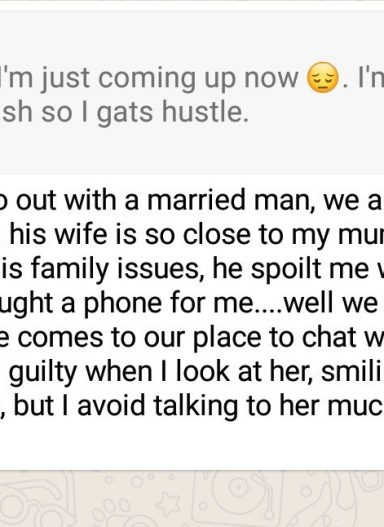 I'm just coming up now 😔. I'm
sh so I gats hustle.
o out with a married man, we a
his wife is so close to my mu
is family issues, he spoilt me
ught a phone for me....well we
e comes to our place to chat w
guilty when I look at her, smili
, but I avoid talking to her muc